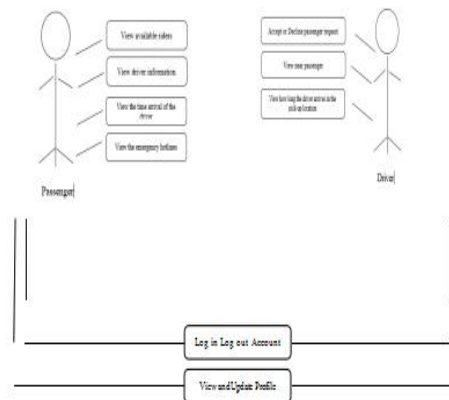 View available riders
View driver information
View the time arrival of the
driver
View the emergency hotlines
Passenger
Accept or Decline passenger request
View near passenger
View how long the driver arrives in the
pick-up location
Driver
Log in Log out Account
View and Update Profile